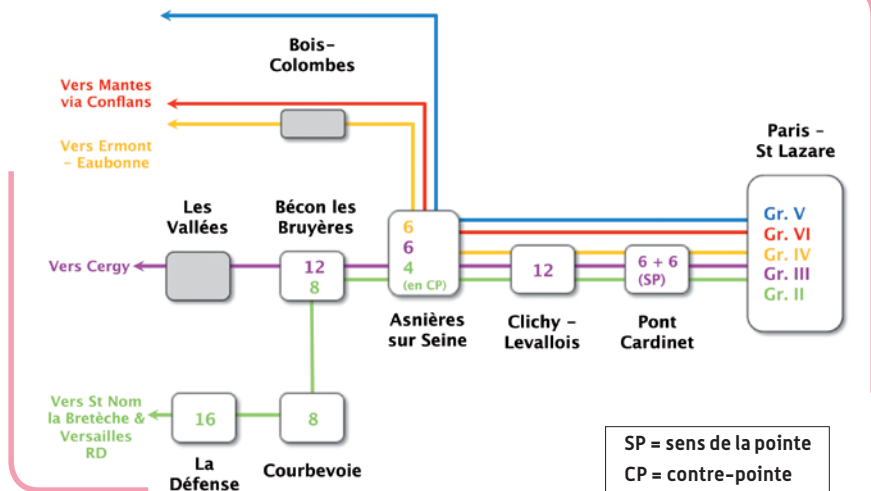 Bois-
Colombes
Vers Mantes
via Conflans
Vers Ermont
- Eaubonne
Paris -
St Lazare
Les
Vallées
Bécon les
Bruyères
6
6
4
(en CP)
Gr. V
Gr. VI
Gr. IV
Gr. III
Gr. II
Vers Cergy
12
8
12
6 + 6
(SP)
Asnières
sur Seine
Clichy -
Levallois
Pont
Cardinet
Vers St Nom
la Bretèche &
Versailles
RD
16
8
La
Défense
Courbevoie
SP = sens de la pointe
CP = contre-pointe